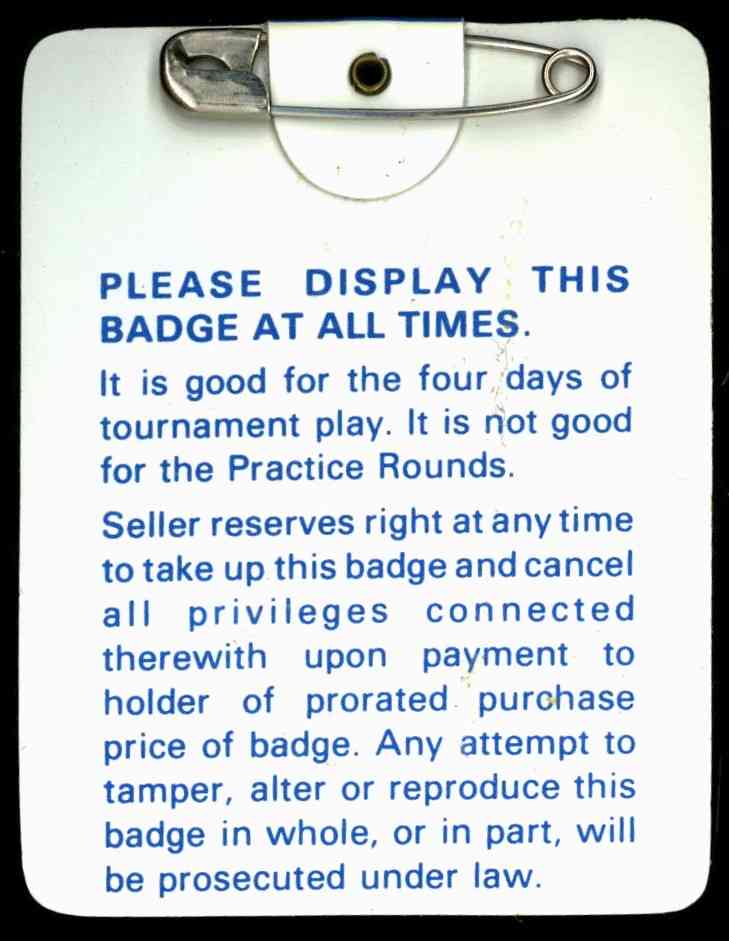 PLEASE DISPLAY THIS
BADGE AT ALL TIMES.
It is good for the four days of
tournament play. It is not good
for the Practice Rounds.
Seller reserves right at any time
to take up this badge and cancel
all privileges connected
therewith upon payment to
holder of prorated purchase
price of badge. Any attempt to
tamper, alter or reproduce this
badge in whole, or in part, will
be prosecuted under law.